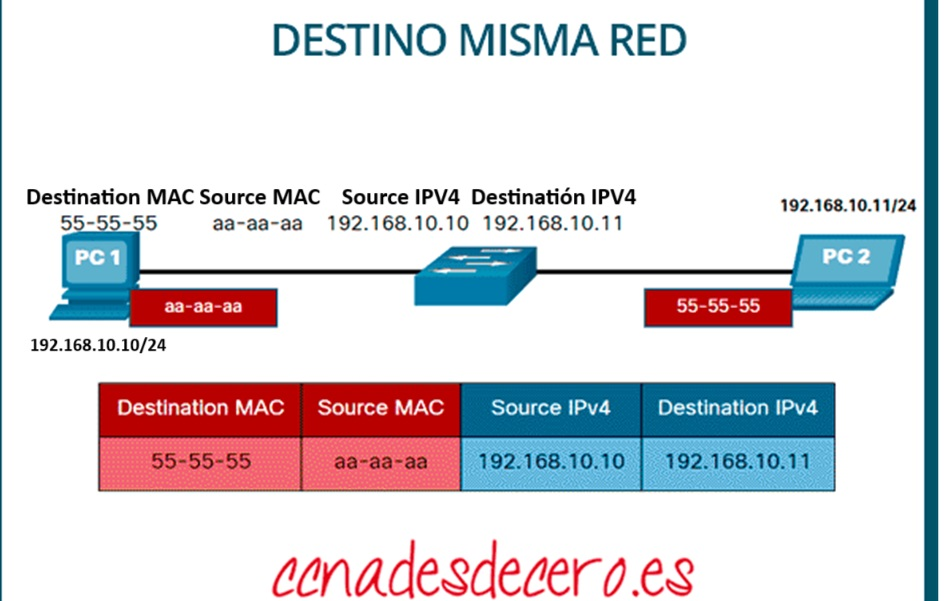 DESTINO MISMA RED
Destination MAC Source MAC Source IPV4 Destinatión IPV4
55-55-55 aa-aa-aa 192.168.10.10 192.168.10.11
192.168.10.11/24
PC 1
PC 2
aa-aa-aa
55-55-55
192.168.10.10/24
Destination MAC Source MAC Source IPv4 Destination IPv4
55-55-55 aa-aa-aa 192.168.10.10 192.168.10.11
ccnadesdecero.es